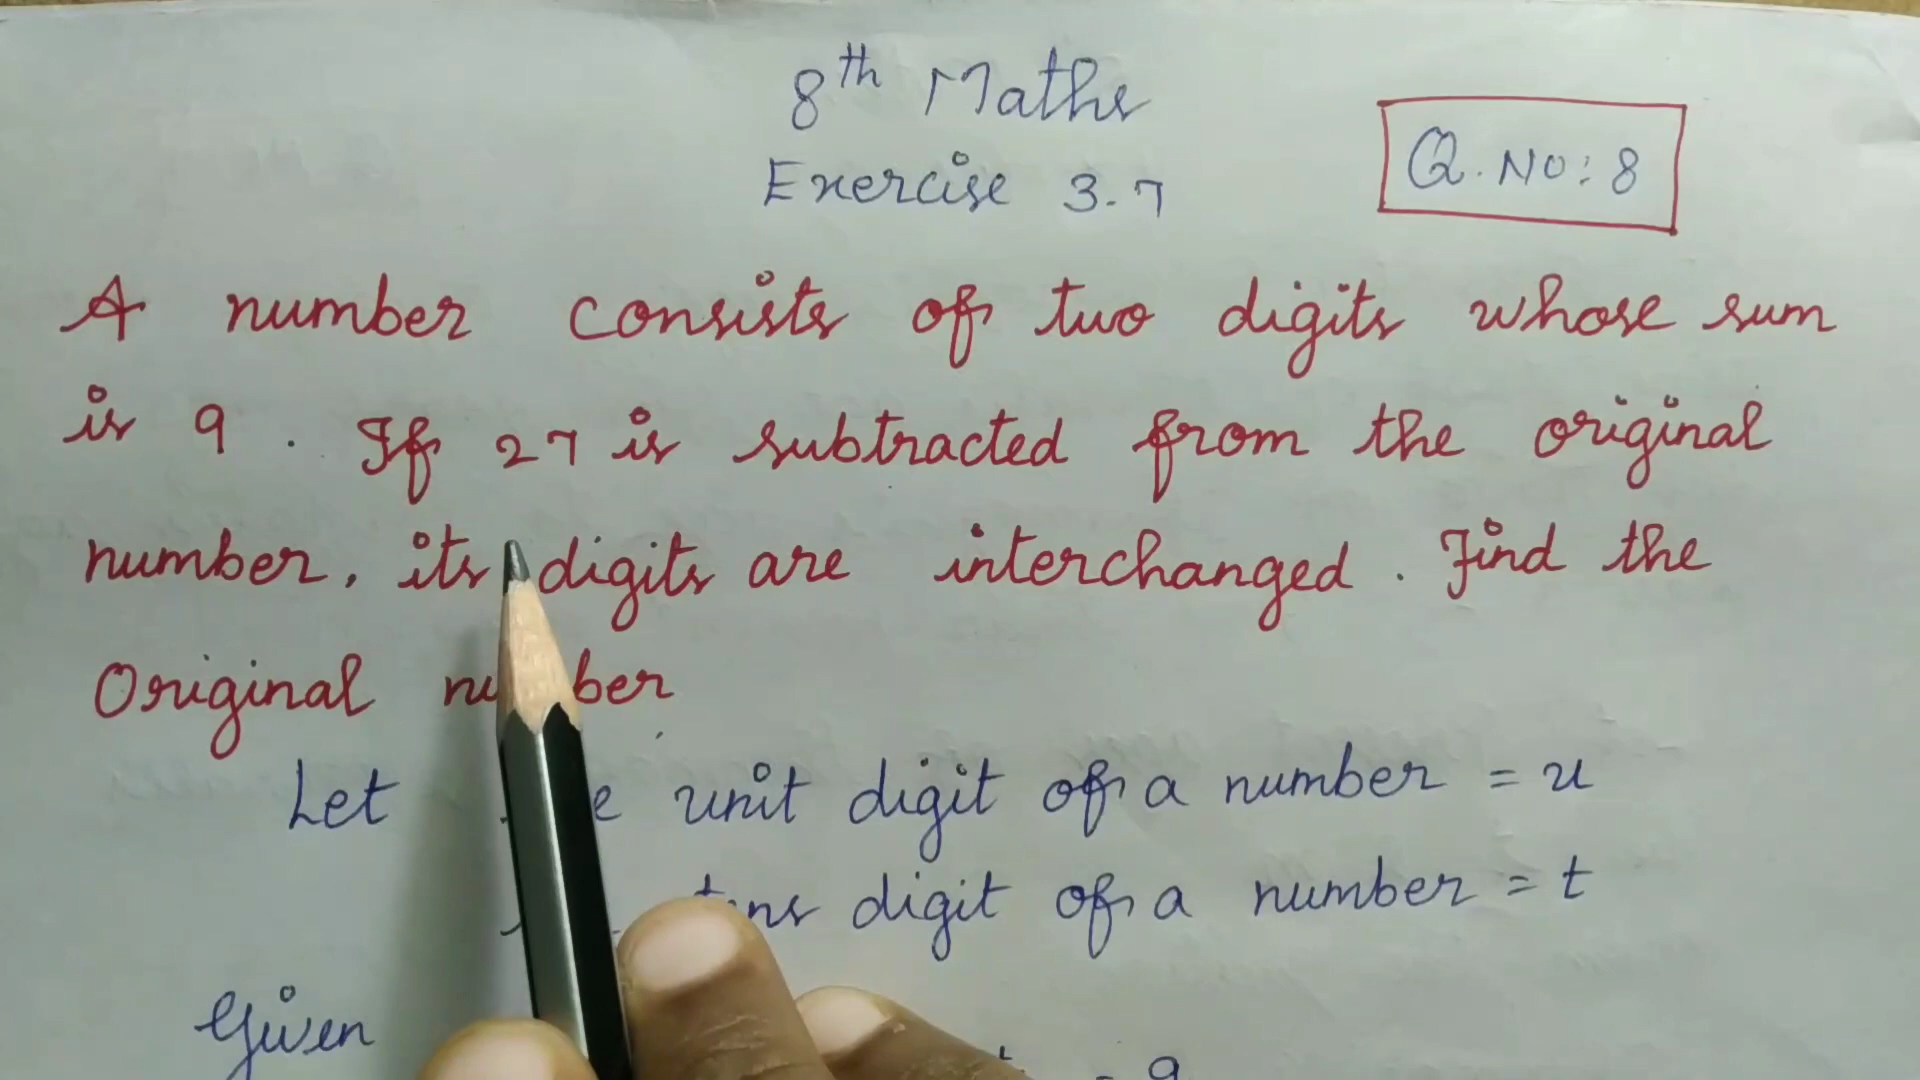 8th Maths
Exercise 3.7
Q. NO: 8
A number consists of two digits whose sum
is 9. If 27 is subtracted from the original
number, its digits are interchanged. Find the
Original number
Let unit digit of a number = u
digit of a number = t
Given
= 9